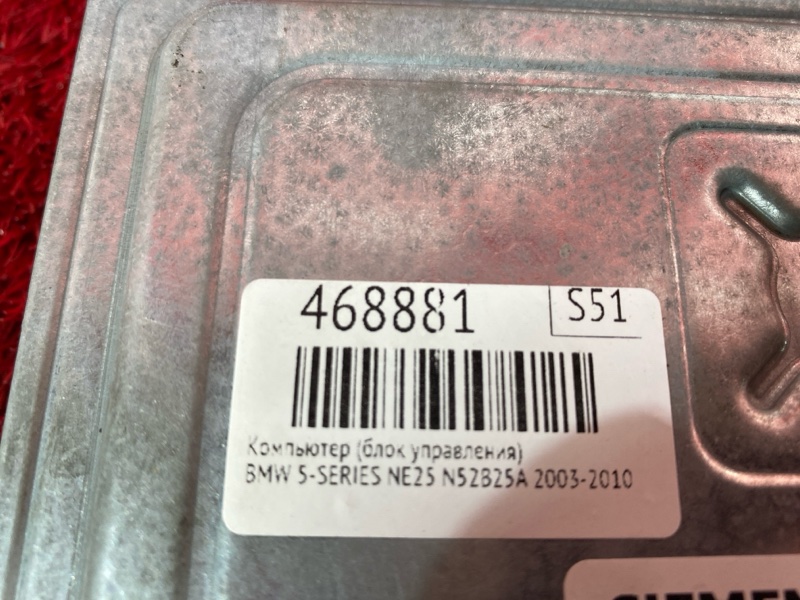 468881
S51
Компьютер (блок управления)
BMW 5-SERIES NE25 N52B25A 2003-2010